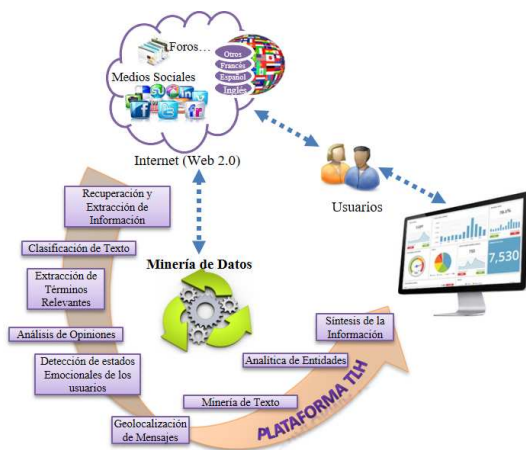 Foros...
Medios Sociales
Otros
Francés
Español
Inglés
Internet (Web 2.0)
Usuarios
Recuperación y
Extracción de
Información
Clasificación de Texto
Extracción de
Términos
Relevantes
Análisis de Opiniones
Detección de estados
Emocionales de los
usuarios
Geolocalización
de Mensajes
Minería de Texto
Analítica de Entidades
Síntesis de la
Información
Minería de Datos
PLATAFORMA TLH
7,530